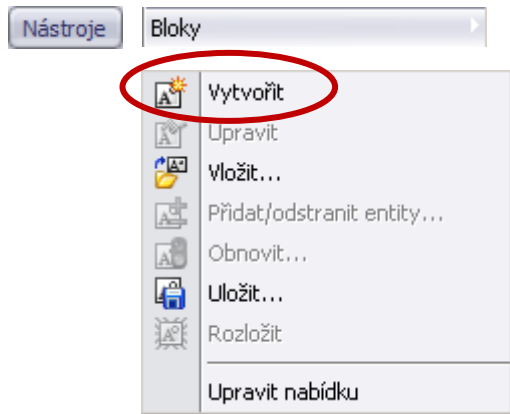 Nástroje Bloky
Vytvořit
Upravit
Vložit...
Přidat/odstranit entity...
Obnovit...
Uložit...
Rozložit
Upravit nabídku